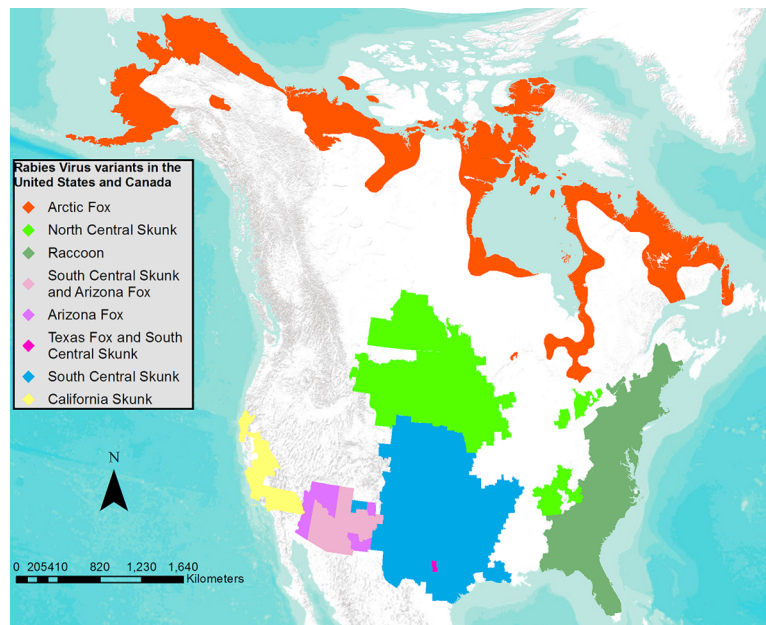 Rabies Virus variants in the
United States and Canada
Arctic Fox
North Central Skunk
Raccoon
South Central Skunk
and Arizona Fox
Arizona Fox
Texas Fox and South
Central Skunk
South Central Skunk
California Skunk
N
0 205410 820 1,230 1,640
Kilometers